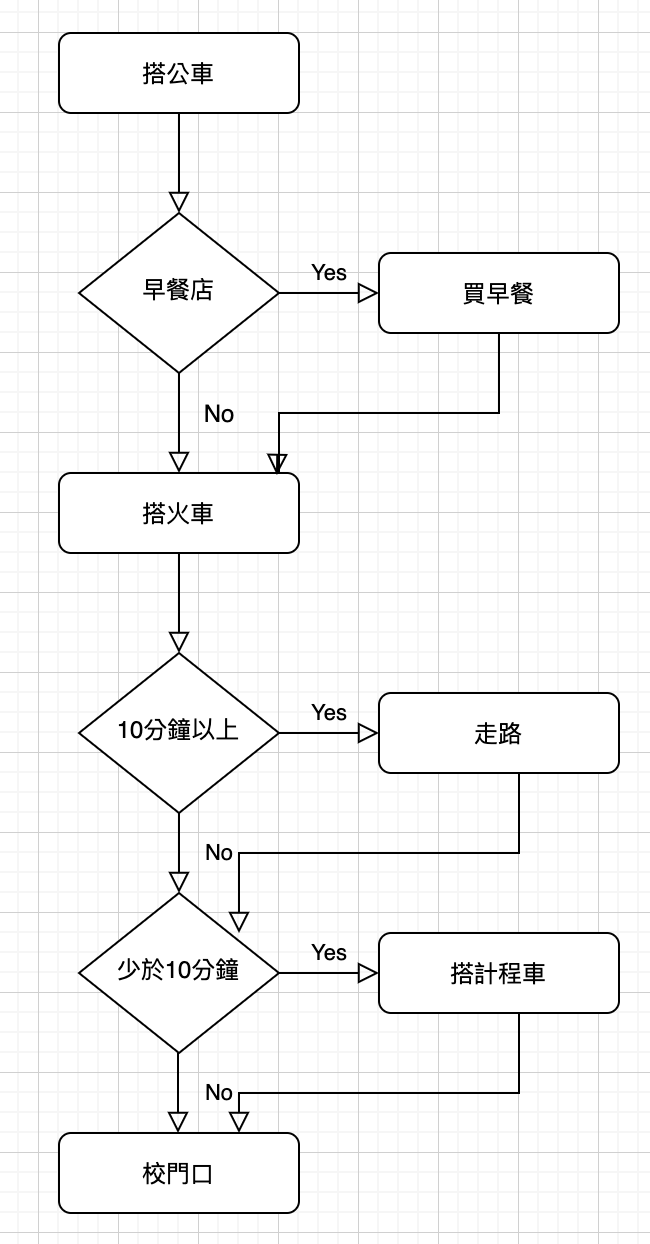 搭公車
早餐店
Yes
買早餐
No
搭火車
10分鐘以上
Yes
走路
No
少於10分鐘
Yes
搭計程車
No
校門口